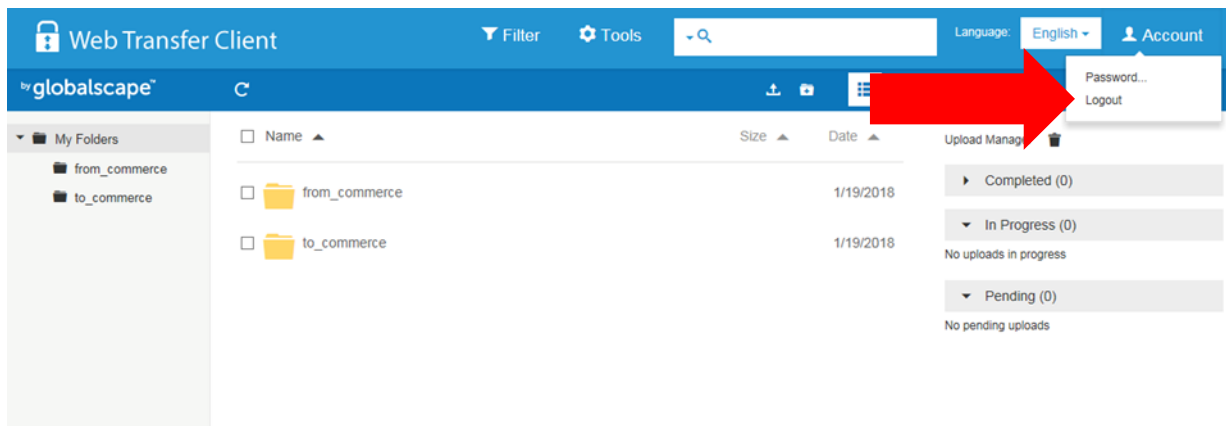 Web Transfer Client
Filter
Tools
Language:
English
Account
by globalscape™
Password...
Logout
My Folders
from_commerce
to_commerce
Name
Size
Date
from_commerce
1/19/2018
to_commerce
1/19/2018
Upload Manag
Completed (0)
In Progress (0)
No uploads in progress
Pending (0)
No pending uploads